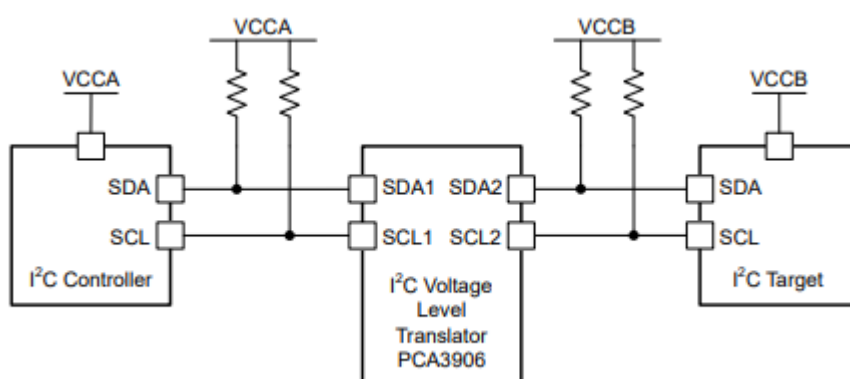 VCCA
VCCB
VCCA
VCCB
SDA
SDA1
SDA2
SDA
SCL
SCL1
SCL2
SCL
I²C Controller
I²C Voltage
Level
Translator
PCA3906
I²C Target